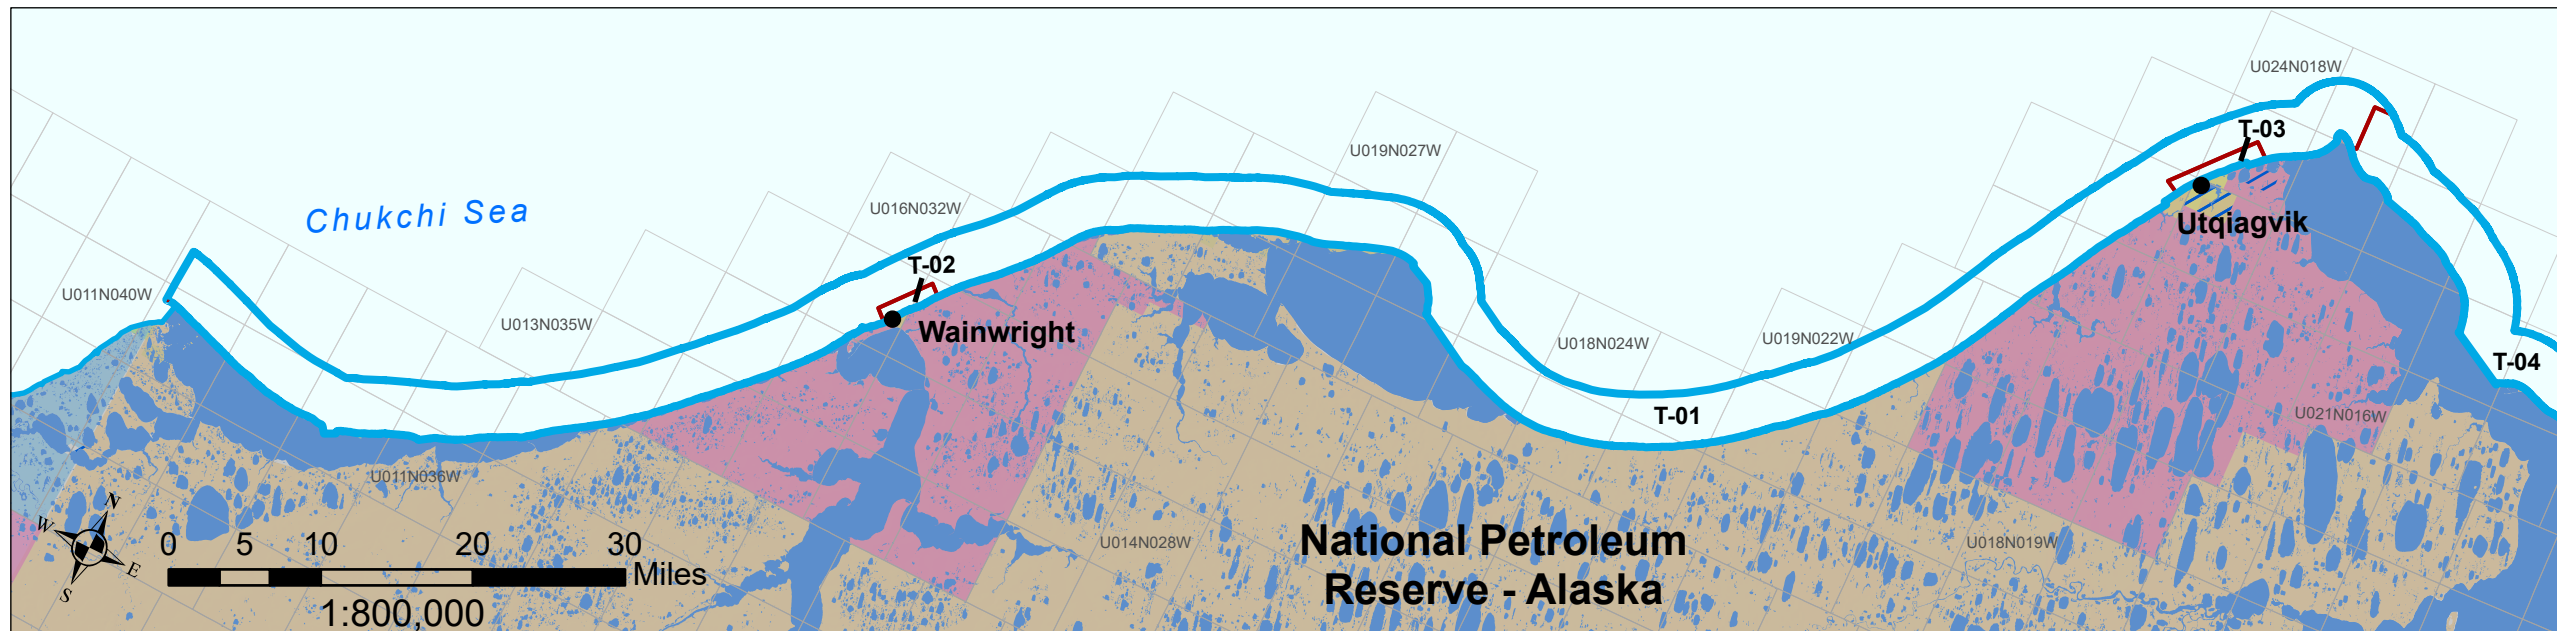 U024N018W
T-03
U019N027W
U016N032W
Chukchi Sea
Utqiagvik
T-02
U011N040W
Wainwright
U013N035W
U018N024W
U019N022W
T-04
T-01
U021N016W
U011N036W
N
W
E
S
0 5 10 20 30
Miles
1:800,000
U014N028W
National Petroleum
Reserve - Alaska
U018N019W